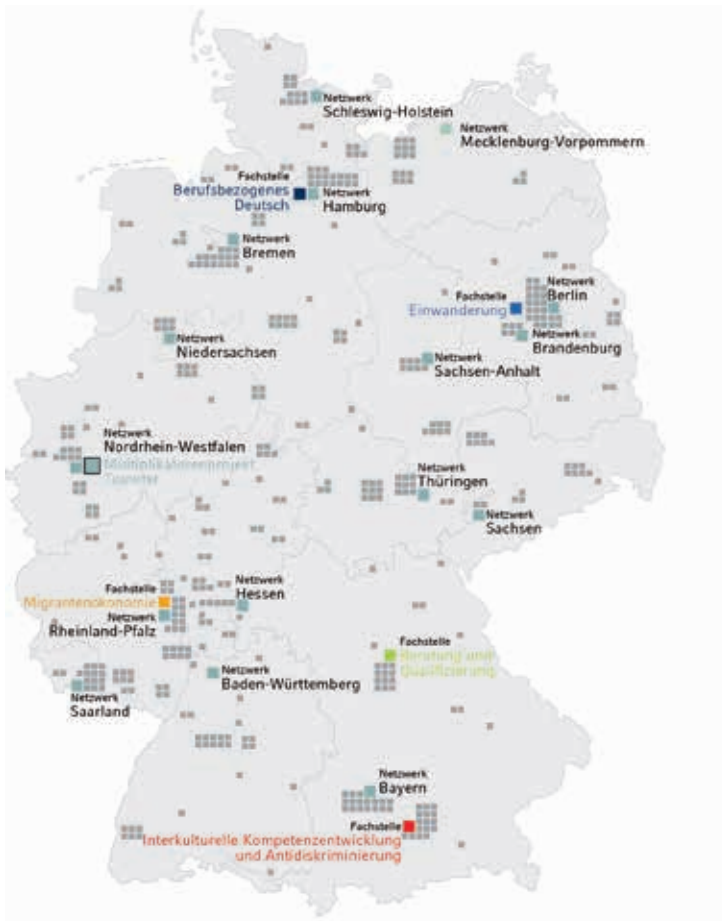 Netzwerk
Schleswig-Holstein
Netzwerk
Mecklenburg-Vorpommern
Fachstelle
Berufsbezogenes
Deutsch
Netzwerk
Hamburg
Netzwerk
Bremen
Netzwerk
Berlin
Fachstelle
Einwanderung
Netzwerk
Brandenburg
Netzwerk
Niedersachsen
Netzwerk
Sachsen-Anhalt
Netzwerk
Nordrhein-Westfalen
Multiplikatorenprojekt
Transfer
Netzwerk
Thüringen
Netzwerk
Sachsen
Netzwerk
Hessen
Fachstelle
Migrantenökonomie
Netzwerk
Rheinland-Pfalz
Fachstelle
Beratung und
Qualifizierung
Netzwerk
Baden-Württemberg
Netzwerk
Saarland
Netzwerk
Bayern
Fachstelle
Interkulturelle Kompetenzentwicklung
und Antidiskriminierung